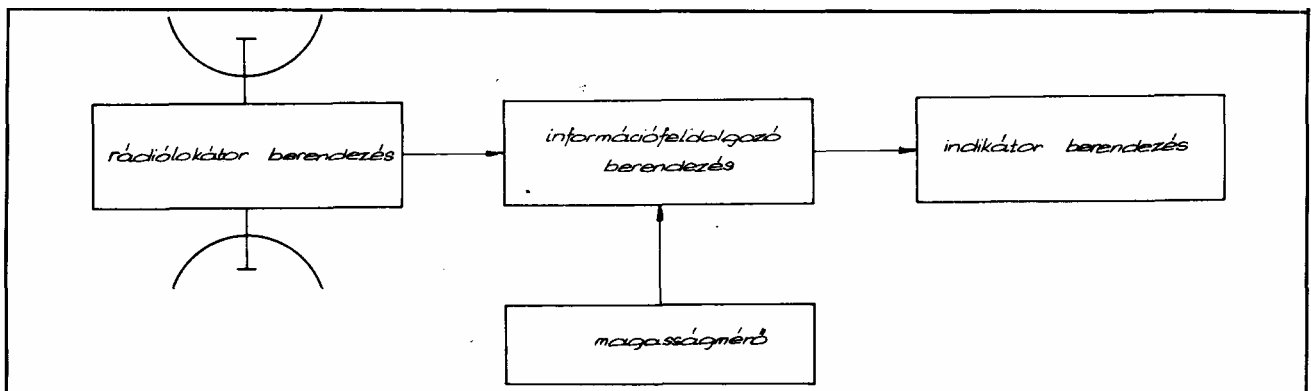 rádiólokátor berendezés
információfeldolgozó
berendezés
indikátor berendezés
magasságmérő